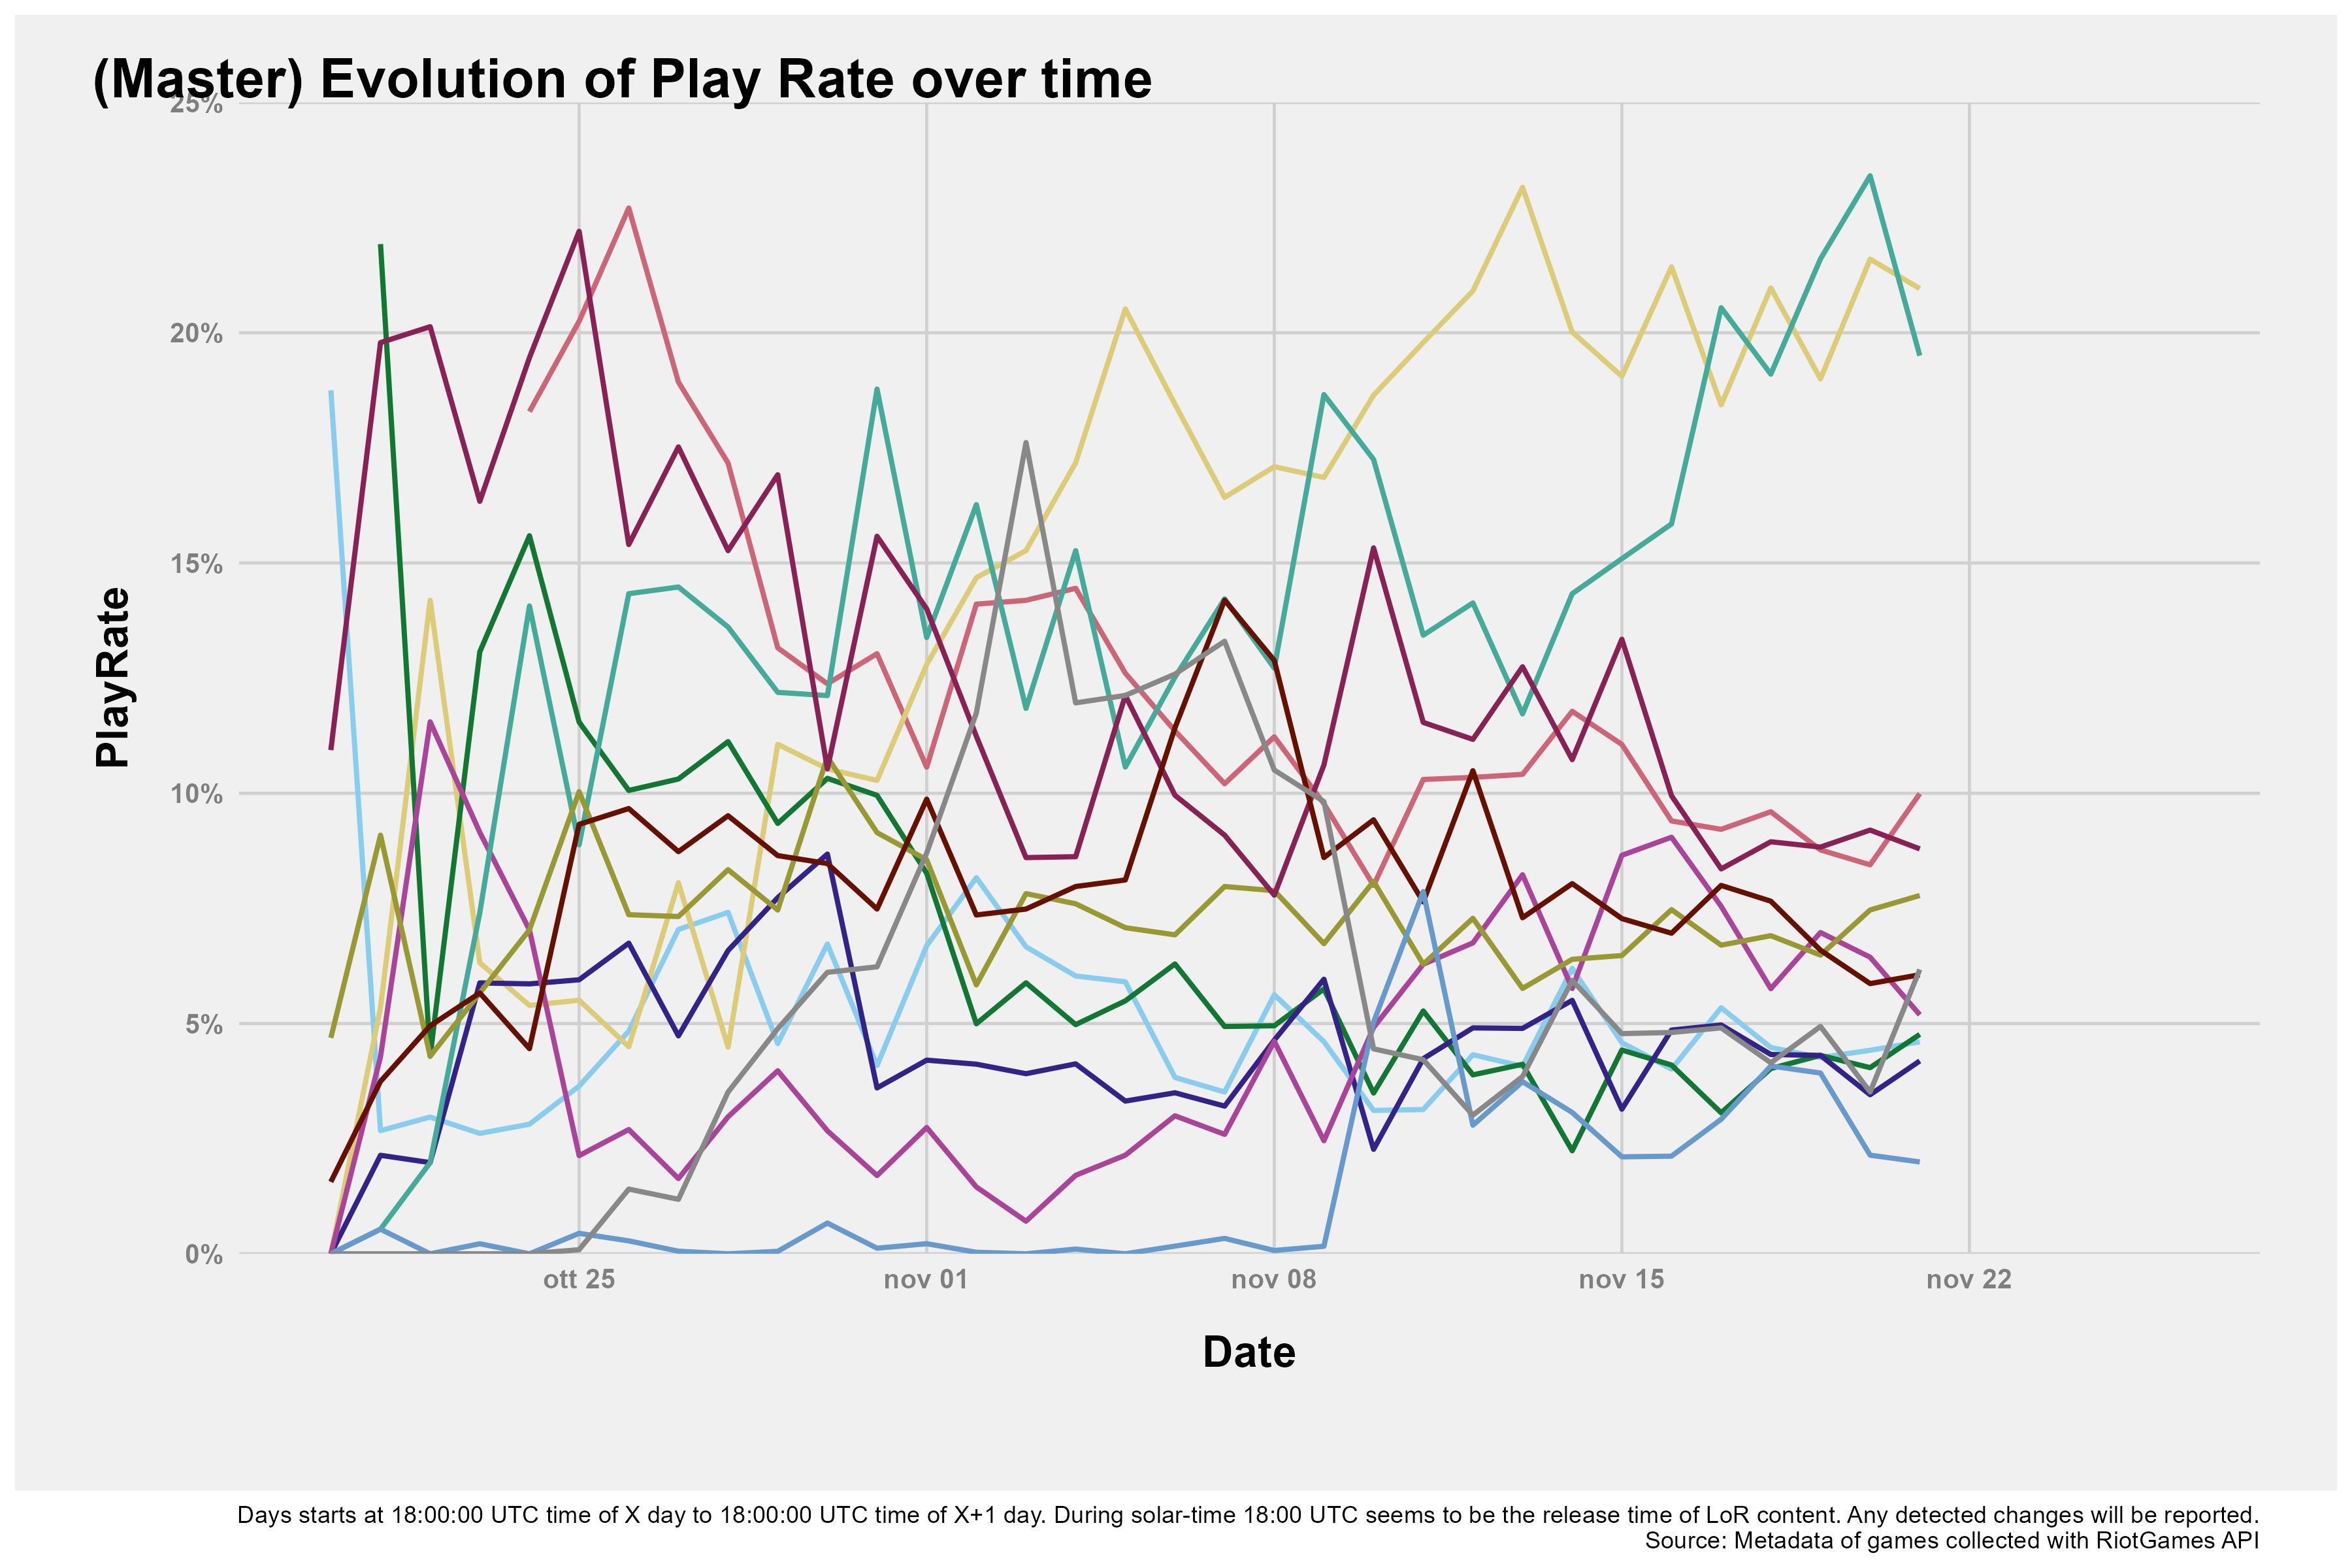 (Master) Evolution of Play Rate over time
25%
20%
15%
10%
5%
0%
PlayRate
ott 25
nov 01
nov 08
nov 15
nov 22
Date
Days starts at 18:00:00 UTC time of X day to 18:00:00 UTC time of X+1 day. During solar-time 18:00 UTC seems to be the release time of LoR content. Any detected changes will be reported.
Source: Metadata of games collected with RiotGames API